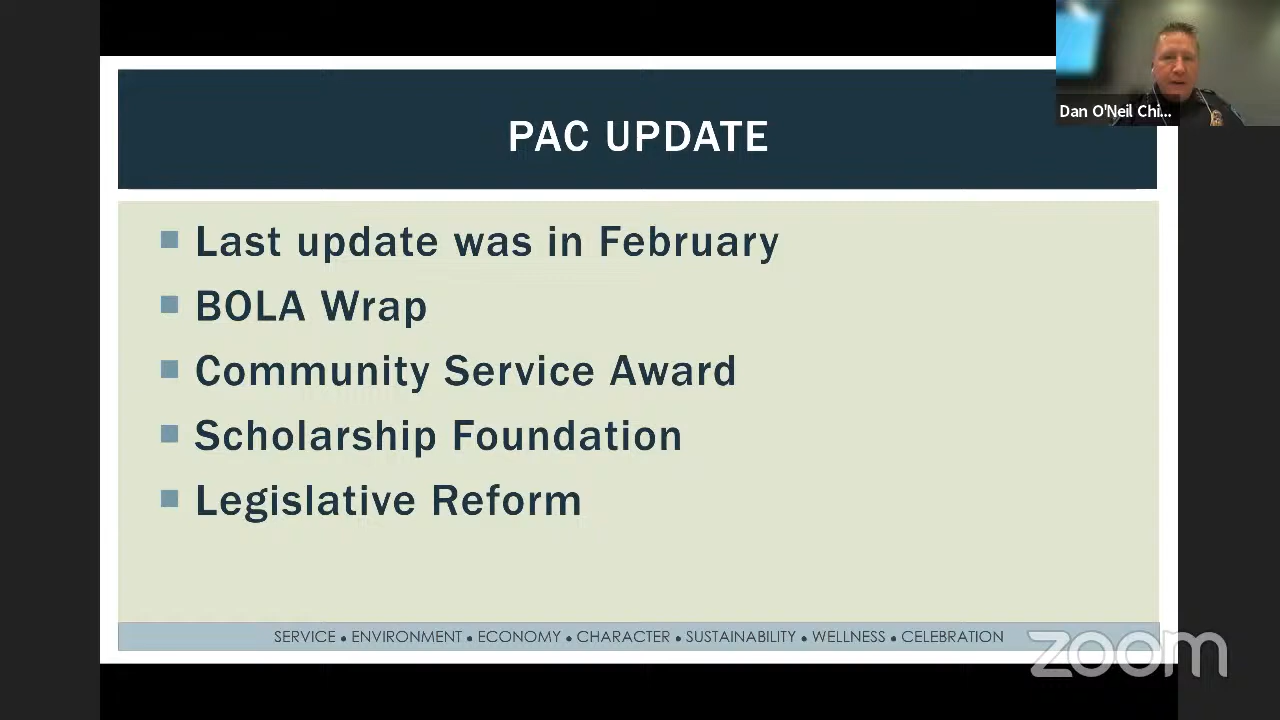 Dan O'Neil Chi...
PAC UPDATE
Last update was in February
BOLA Wrap
Community Service Award
Scholarship Foundation
Legislative Reform
SERVICE • ENVIRONMENT • ECONOMY • CHARACTER • SUSTAINABILITY • WELLNESS • CELEBRATION
zoom